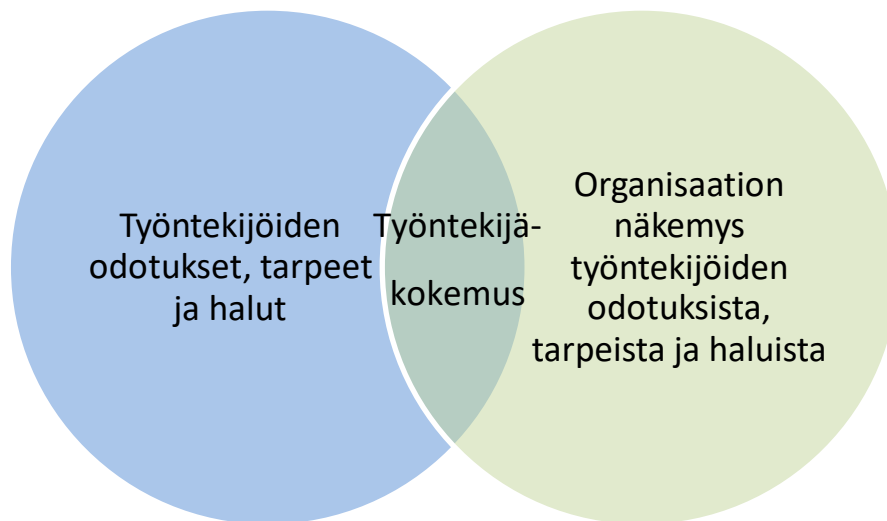 Työntekijöiden
odotukset, tarpeet
ja halut
Työntekijä-
kokemus
Organisaation
näkemys
työntekijöiden
odotuksista,
tarpeista ja haluista